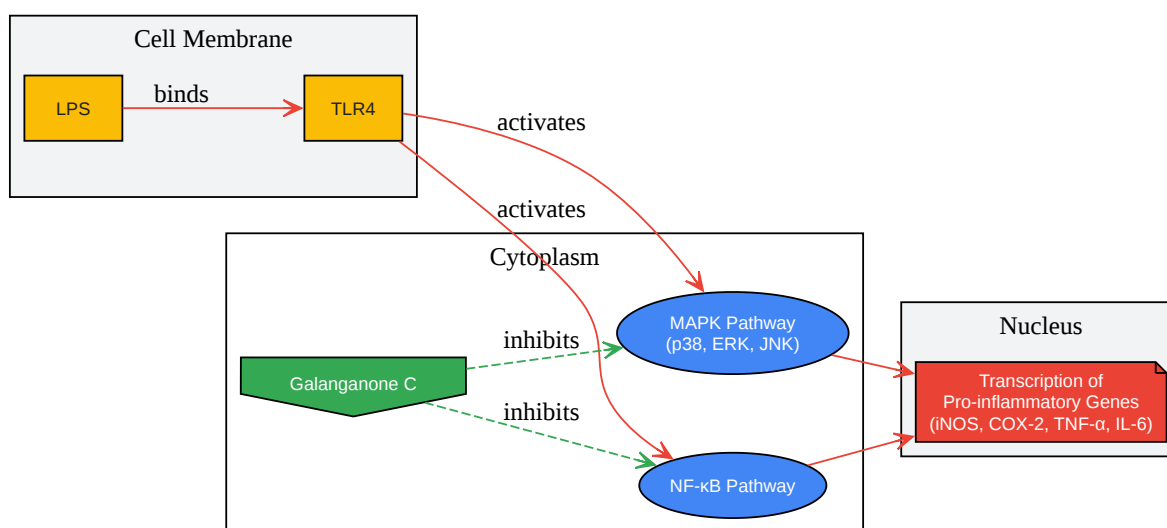 Cell Membrane
LPS
binds
TLR4
activates
activates
Cytoplasm
MAPK Pathway
(p38, ERK, JNK)
inhibits
Galanganone C
inhibits
NF-κB Pathway
Nucleus
Transcription of
Pro-inflammatory Genes
(iNOS, COX-2, TNF-α, IL-6)